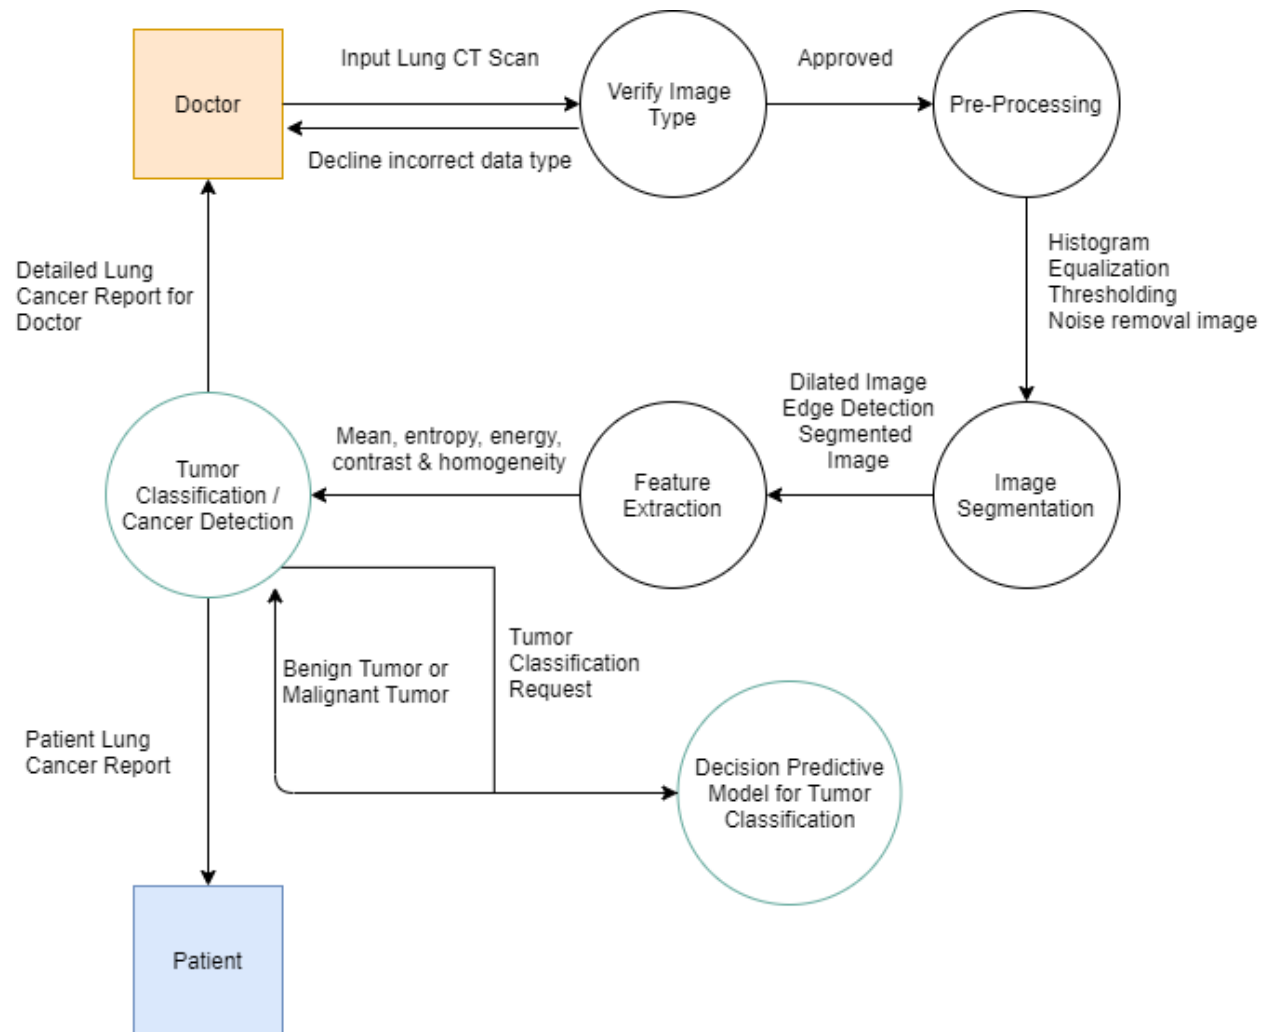 Input Lung CT Scan
Approved
Doctor
Verify Image
Type
Pre-Processing
Decline incorrect data type
Detailed Lung
Cancer Report for
Doctor
Histogram
Equalization
Thresholding
Noise removal image
Dilated Image
Edge Detection
Segmented
Image
Mean, entropy, energy,
contrast & homogeneity
Tumor
Classification /
Cancer Detection
Feature
Extraction
Image
Segmentation
Benign Tumor or
Malignant Tumor
Tumor
Classification
Request
Patient Lung
Cancer Report
Decision Predictive
Model for Tumor
Classification
Patient